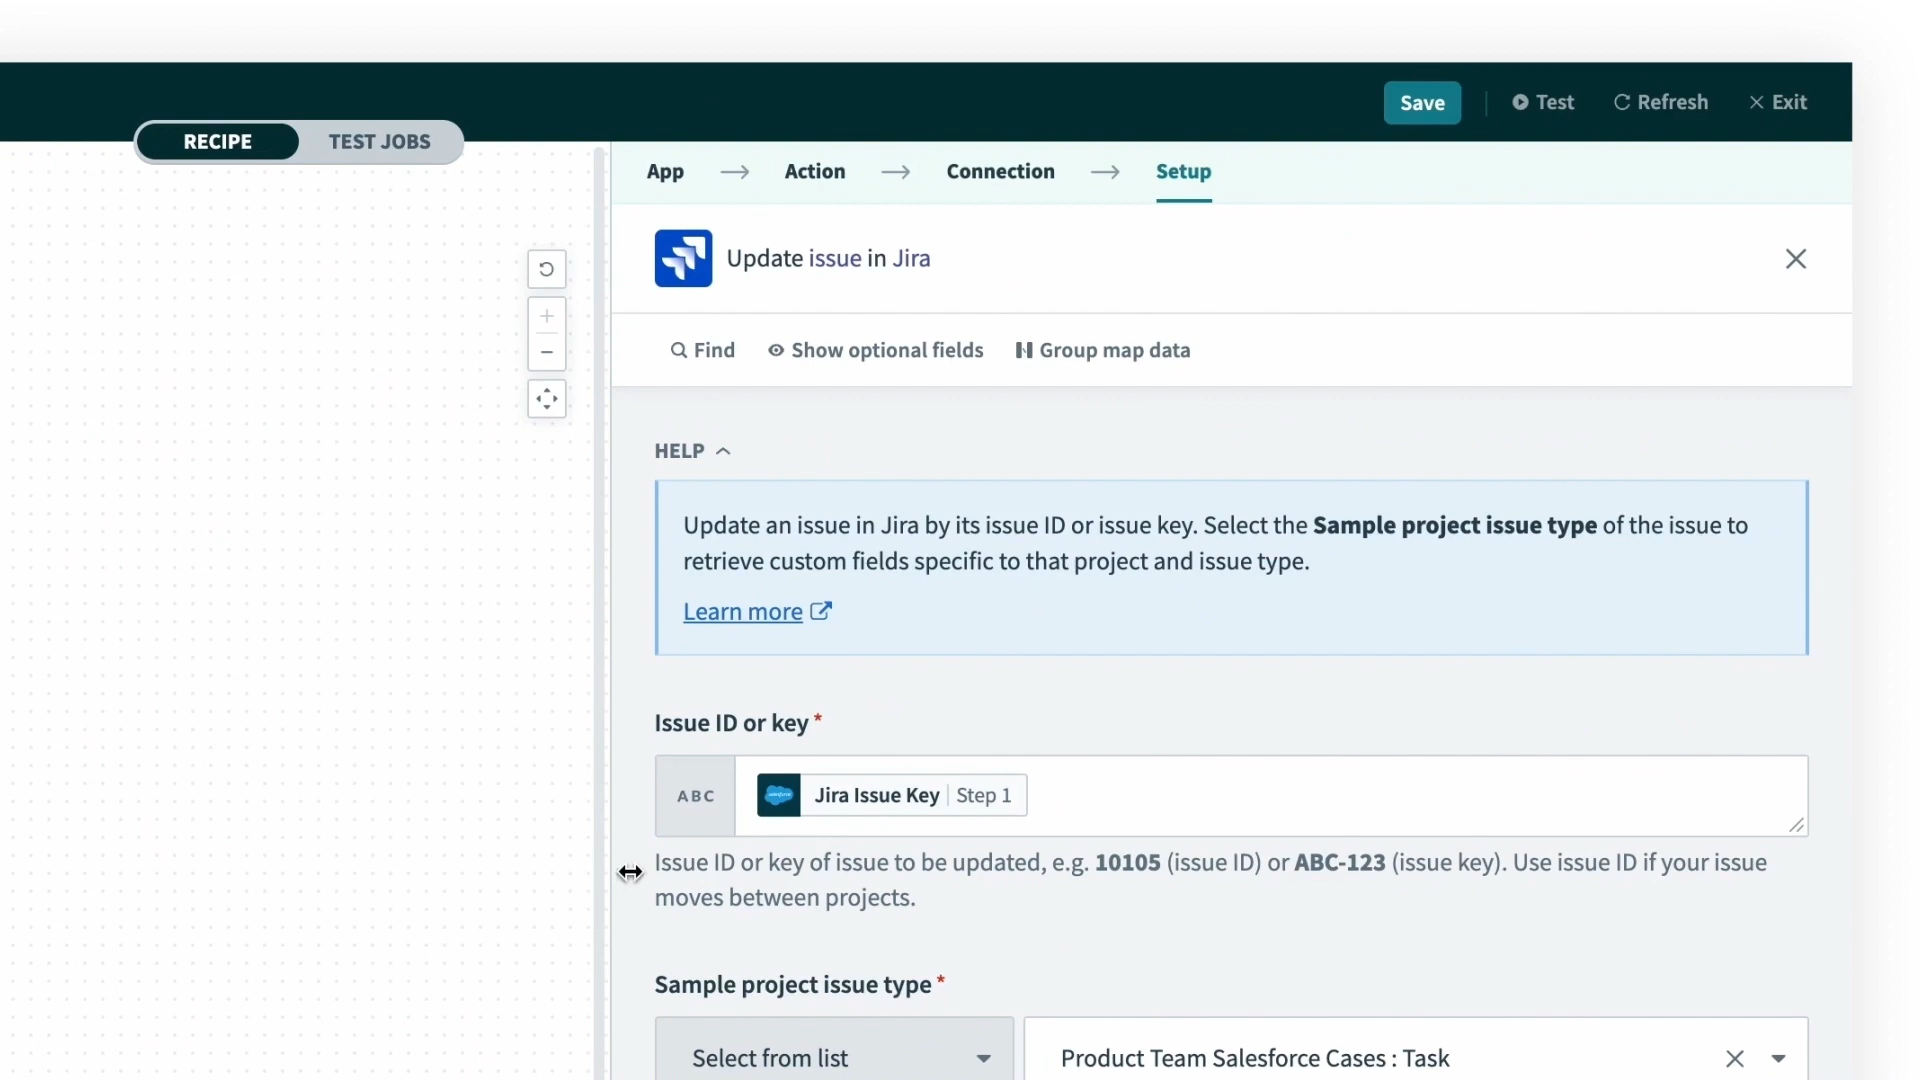 Save
Test
Refresh
Exit
RECIPE
TEST JOBS
App
Action
Connection
Setup
Update issue in Jira
Find
Show optional fields
Group map data
HELP
Update an issue in Jira by its issue ID or issue key. Select the Sample project issue type of the issue to
retrieve custom fields specific to that project and issue type.
Learn more
Issue ID or key *
ABC
Jira Issue Key | Step 1
Issue ID or key of issue to be updated, e.g. 10105 (issue ID) or ABC-123 (issue key). Use issue ID if your issue
moves between projects.
Sample project issue type *
Select from list
Product Team Salesforce Cases : Task